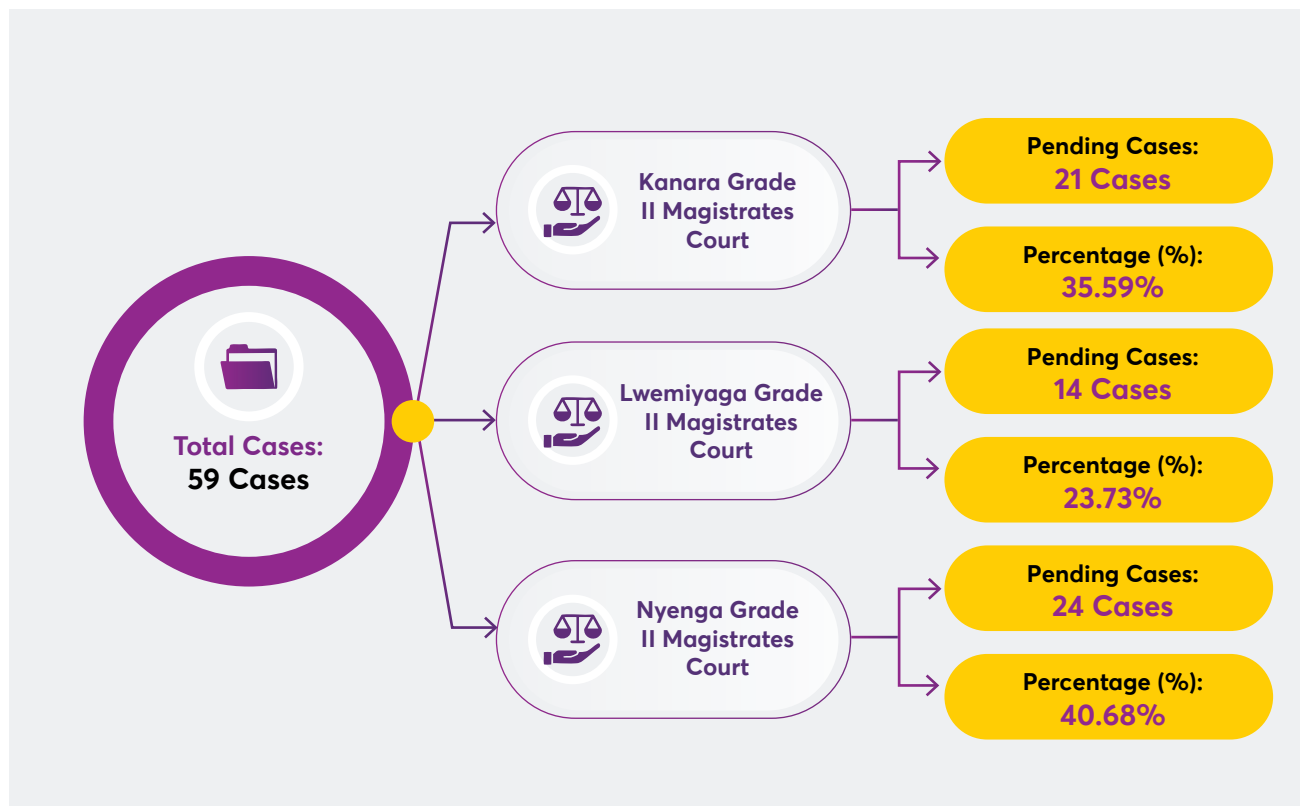 Total Cases:
59 Cases
Kanara Grade
II Magistrates
Court
Pending Cases:
21 Cases
Percentage (%):
35.59%
Lwemiyaga Grade
II Magistrates
Court
Pending Cases:
14 Cases
Percentage (%):
23.73%
Nyenga Grade
II Magistrates
Court
Pending Cases:
24 Cases
Percentage (%):
40.68%